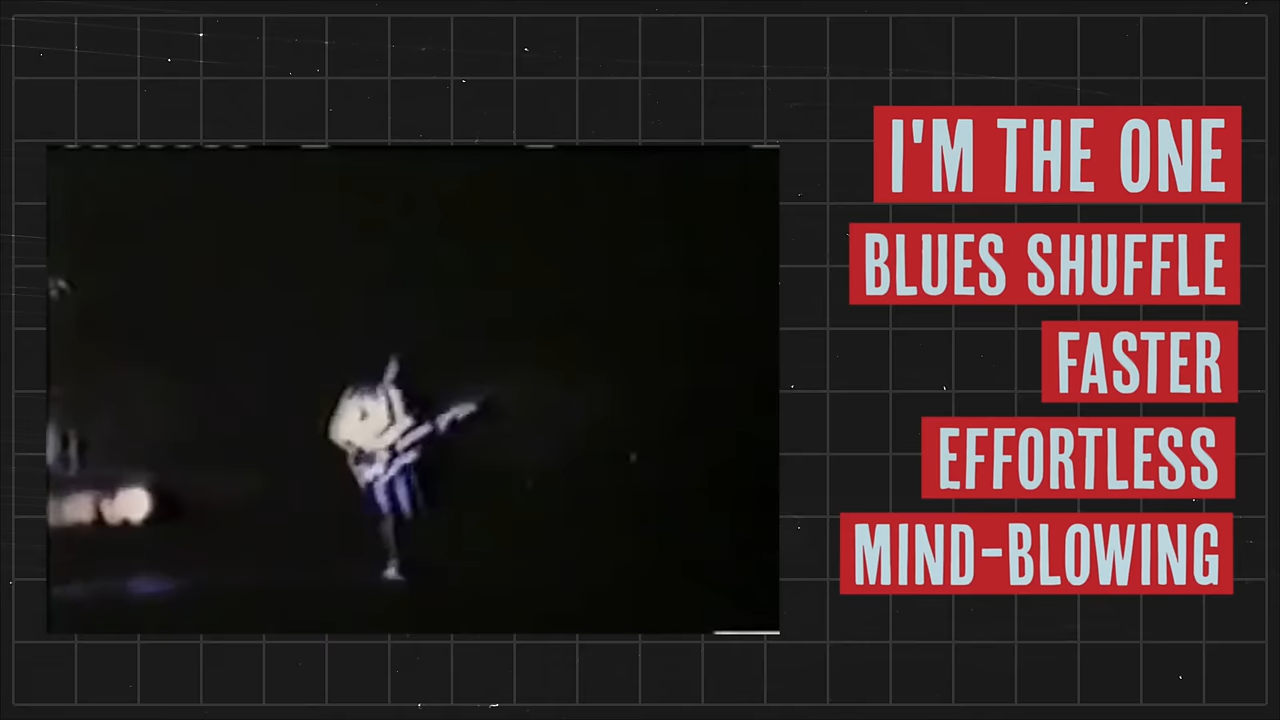 I'M THE ONE
BLUES SHUFFLE
FASTER
EFFORTLESS
MIND-BLOWING